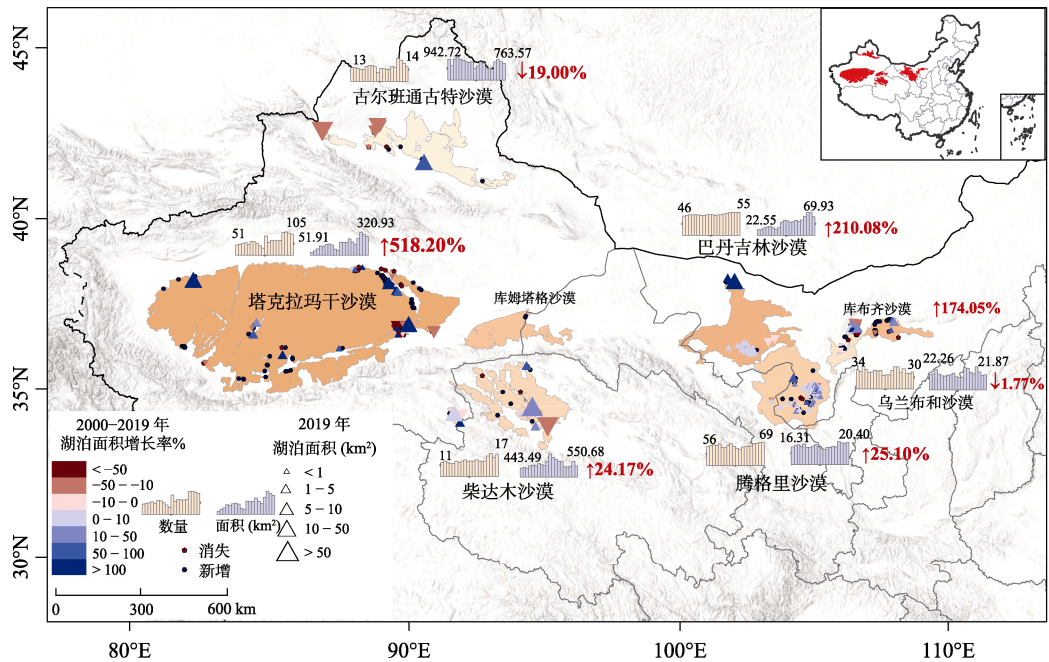 45°N
40°N
35°N
30°N
80°E
90°E
100°E
110°E
13
14
942.72
763.57
↓19.00%
古尔班通古特沙漠
51
105
51.91
320.93
↑518.20%
塔克拉玛干沙漠
库姆塔格沙漠
46
55
22.55
69.93
↑210.08%
巴丹吉林沙漠
库布齐沙漠
↑174.05%
34
30
22.26
21.87
↓1.77%
乌兰布和沙漠
11
17
443.49
550.68
↑24.17%
柴达木沙漠
56
69
16.31
20.40
↑25.10%
腾格里沙漠
2000−2019 年
湖泊面积增长率%
< −50
−50 − −10
−10 − 0
0 − 10
10 − 50
50 − 100
> 100
数量
面积 (km²)
消失
新增
2019 年
湖泊面积 (km²)
< 1
1 − 5
5 − 10
10 − 50
> 50
0
300
600 km